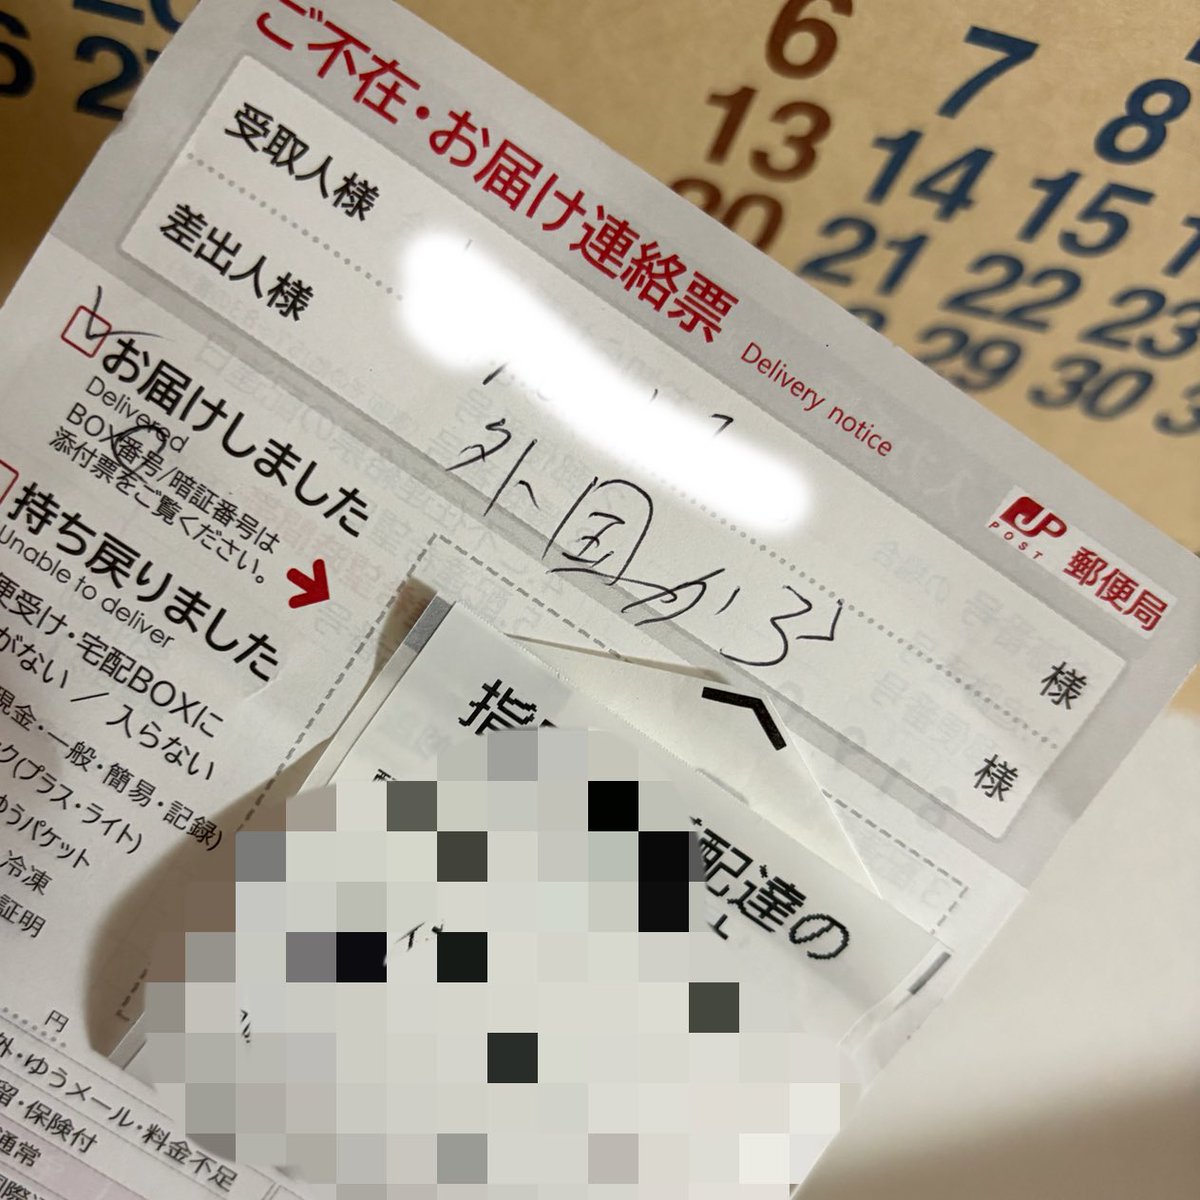 6 7 8
13 14 15
20 21 22 23
29 30
ご不在・お届け連絡票 Delivery notice
受取人様
様
差出人様 外国から 様
JP POST 郵便局
お届けしました
Delivered
BOX番号/暗証番号は
添付票をご覧ください。
持ち戻りました
Unable to deliver
便受け・宅配BOXに
がない / 入らない
現金・一般・簡易・記録)
ック(プラス・ライト)
ゆうパケット
冷凍
証明
円
外・ゆうメール・料金不足
留・保険付
通常
国際
指
配達の